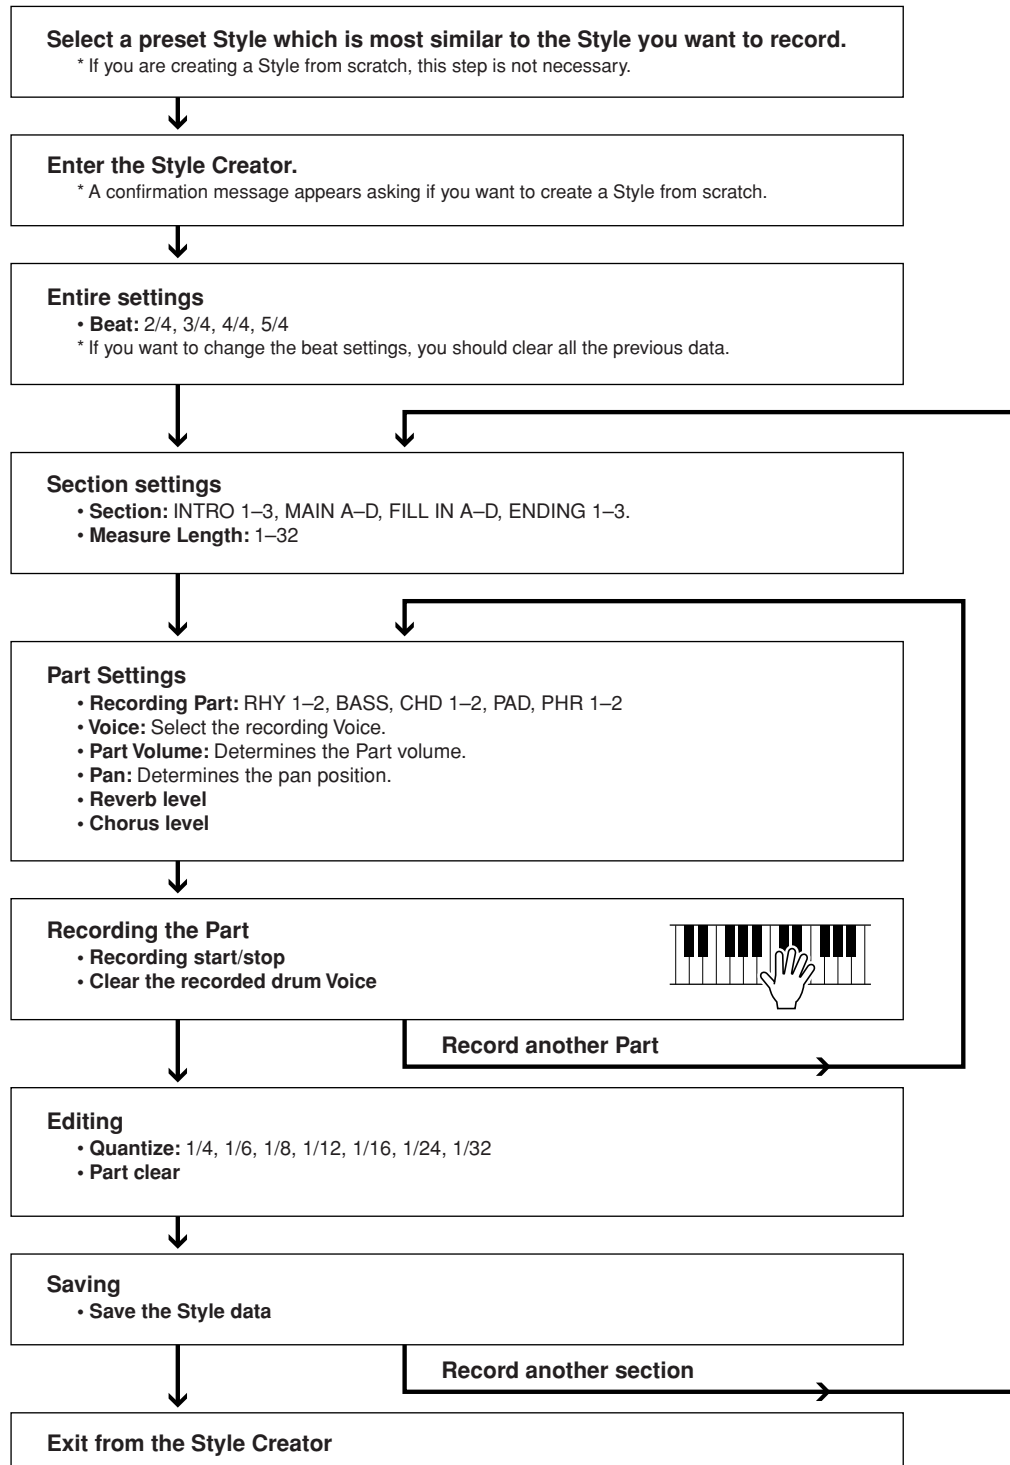 Select a preset Style which is most similar to the Style you want to record.
* If you are creating a Style from scratch, this step is not necessary.
Enter the Style Creator.
* A confirmation message appears asking if you want to create a Style from scratch.
Entire settings
• Beat: 2/4, 3/4, 4/4, 5/4
* If you want to change the beat settings, you should clear all the previous data.
Section settings
• Section: INTRO 1–3, MAIN A–D, FILL IN A–D, ENDING 1–3.
• Measure Length: 1–32
Part Settings
• Recording Part: RHY 1–2, BASS, CHD 1–2, PAD, PHR 1–2
• Voice: Select the recording Voice.
• Part Volume: Determines the Part volume.
• Pan: Determines the pan position.
• Reverb level
• Chorus level
Recording the Part
• Recording start/stop
• Clear the recorded drum Voice
Record another Part
Editing
• Quantize: 1/4, 1/6, 1/8, 1/12, 1/16, 1/24, 1/32
• Part clear
Saving
• Save the Style data
Record another section
Exit from the Style Creator